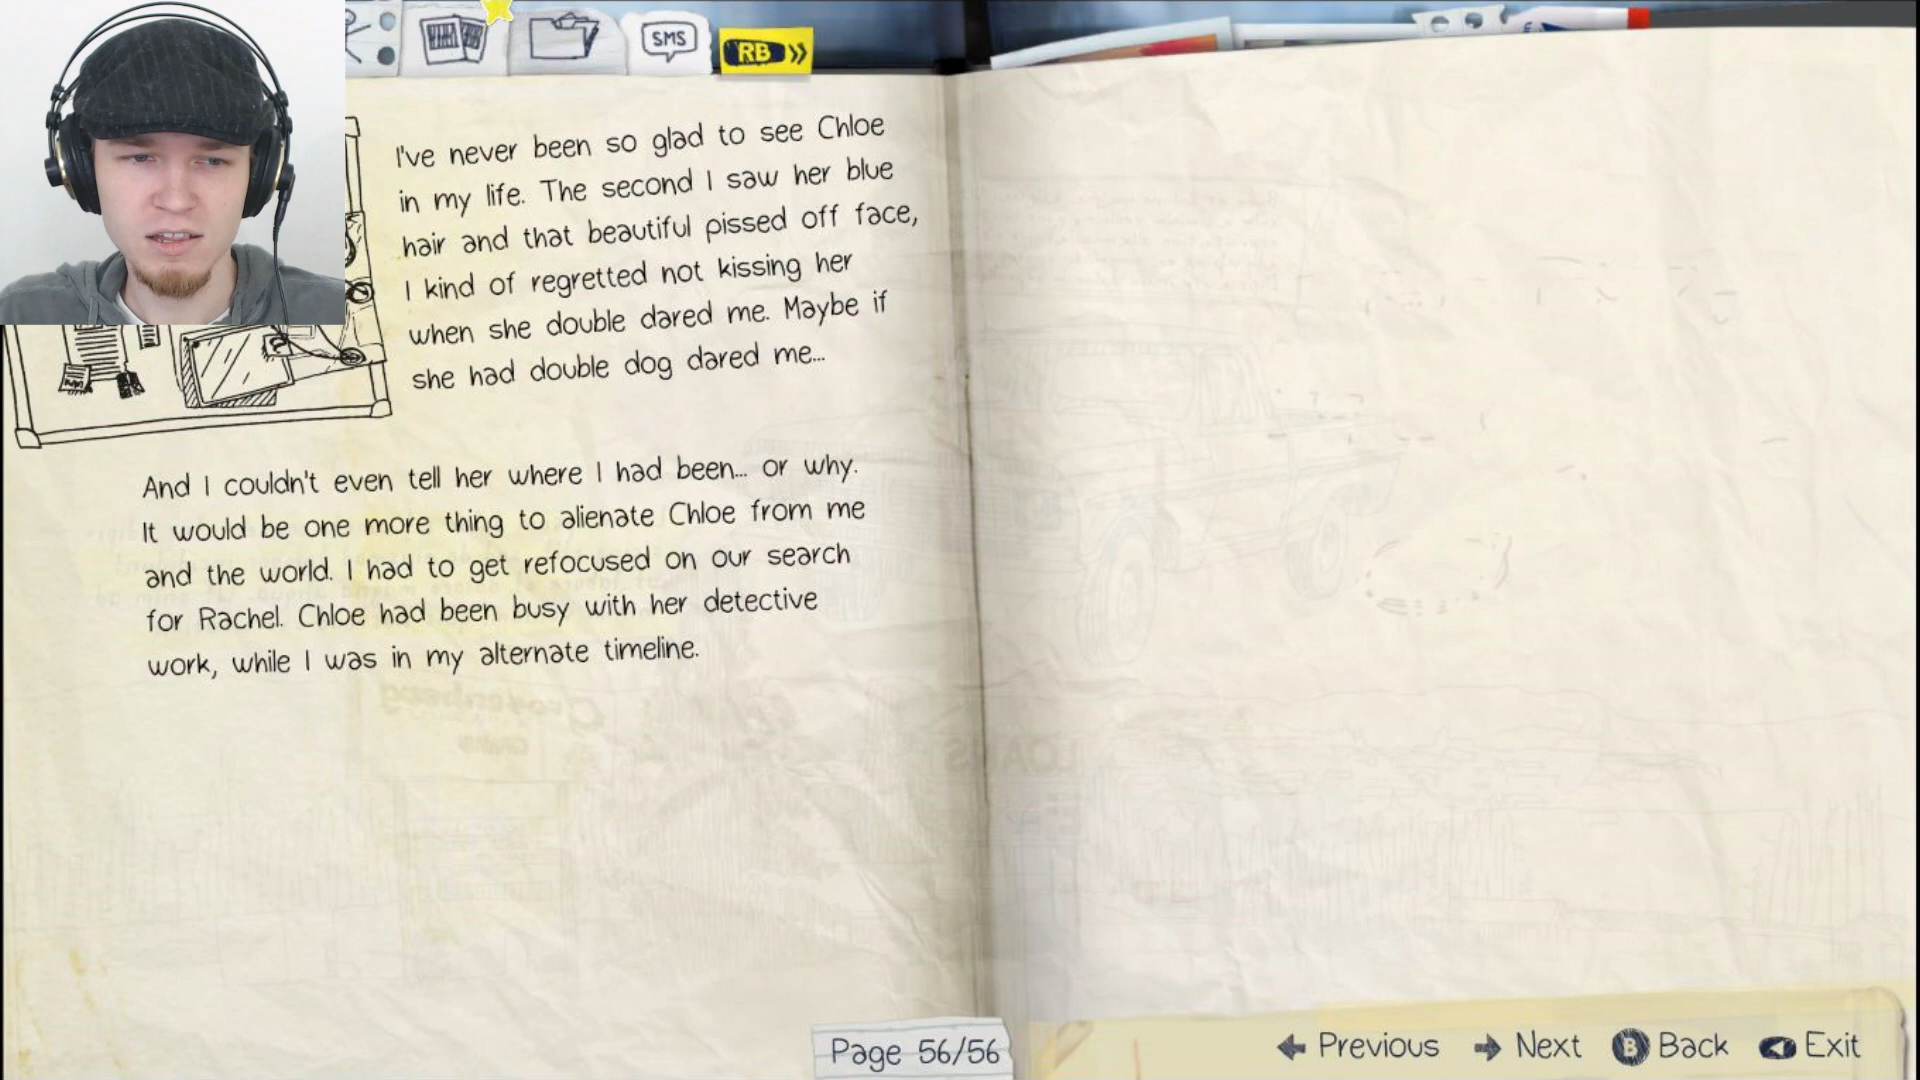 SMS
RB
I've never been so glad to see Chloe
in my life. The second I saw her blue
hair and that beautiful pissed off face,
I kind of regretted not kissing her
when she double dared me. Maybe if
she had double dog dared me...
And I couldn't even tell her where I had been... or why.
It would be one more thing to alienate Chloe from me
and the world. I had to get refocused on our search
for Rachel. Chloe had been busy with her detective
work, while I was in my alternate timeline.
Page 56/56
Previous Next B Back Exit